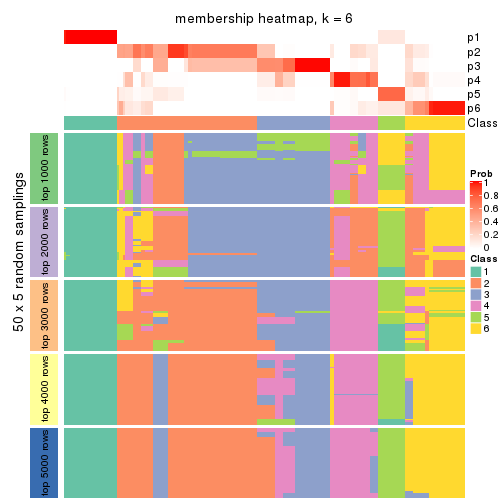 membership heatmap, k = 6
p1
p2
p3
p4
p5
p6
Class
50 x 5 random samplings
top 1000 rows
top 2000 rows
top 3000 rows
top 4000 rows
top 5000 rows
Prob
1
0.8
0.6
0.4
0.2
0
Class
1
2
3
4
5
6